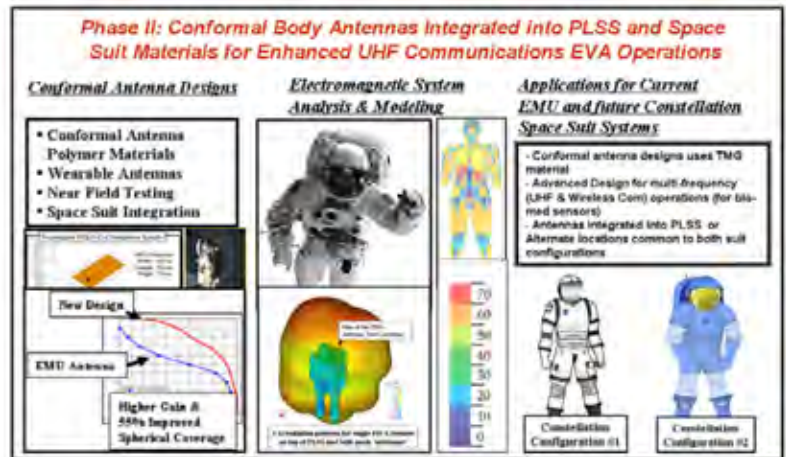 Phase II: Conformal Body Antennas Integrated into PLSS and Space
Suit Materials for Enhanced UHF Communications EVA Operations
Conformal Antenna Designs
▪ Conformal Antenna
Polymer Materials
▪ Wearable Antennas
▪ Near Field Testing
▪ Space Suit Integration
New Design
EMU Antenna
Higher Gain &
55% Improved
Spherical Coverage
Electromagnetic System
Analysis & Modeling
70
60
50
40
30
20
10
0
Applications for Current
EMU and future Constellation
Space Suit Systems
- Conformal antenna designs uses TMG
material
- Advanced Design for multi-frequency
(UHF & Wireless Com) operations (for bio-
med sensors)
- Antennas integrated into PLSS or
Alternate locations common to both suit
configurations
Constellation
Configuration #1
Constellation
Configuration #2